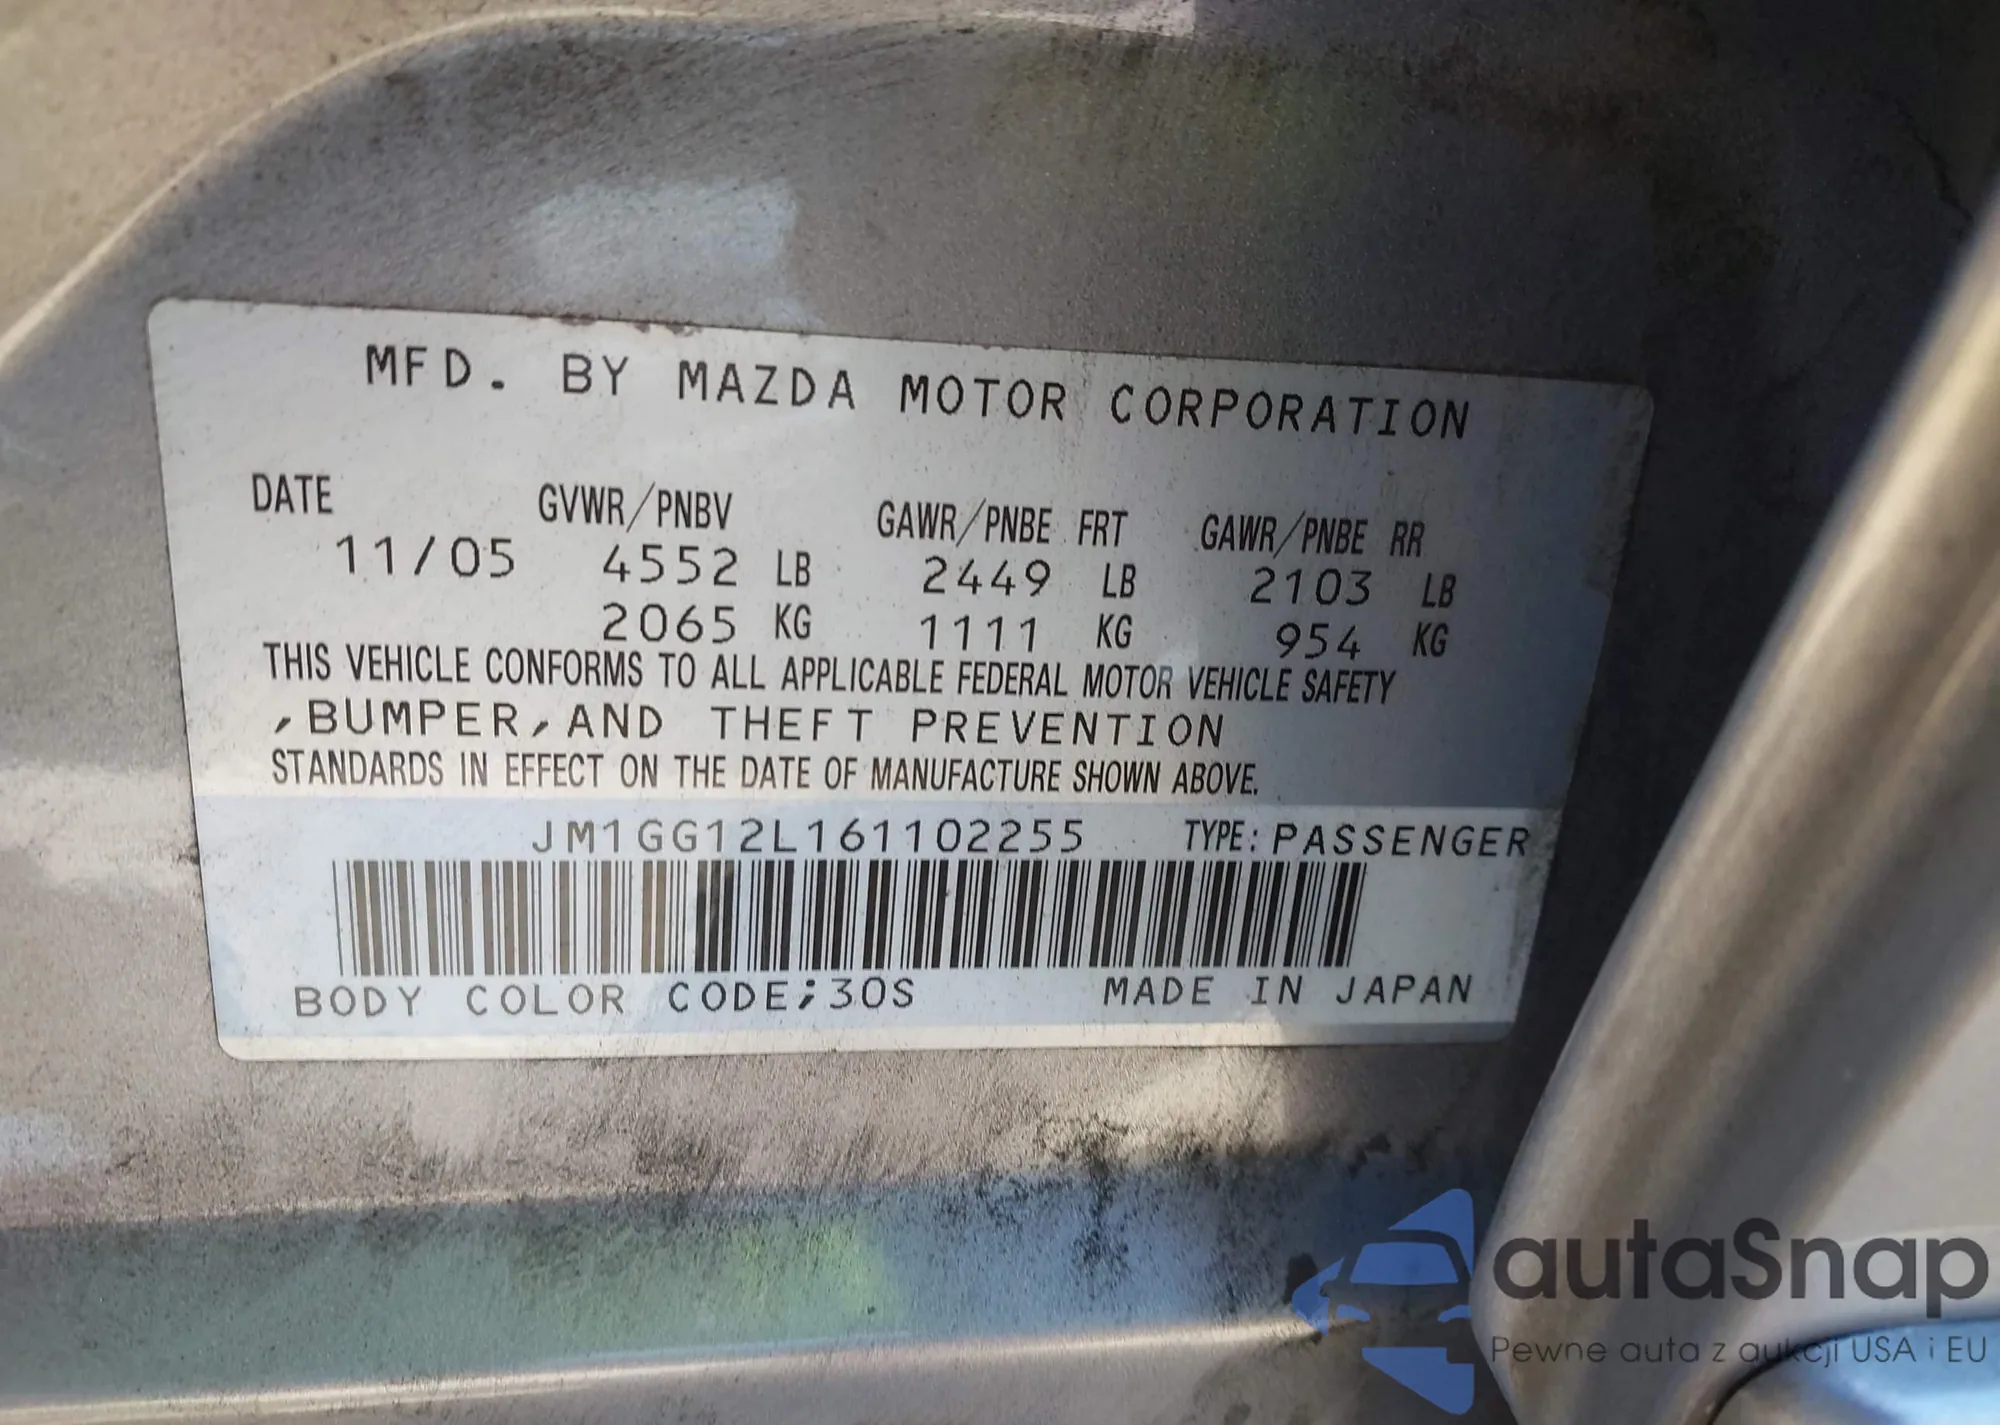 MFD. BY MAZDA MOTOR CORPORATION
DATE GVWR/PNBV GAWR/PNBE FRT GAWR/PNBE RR
11/05 4552 LB 2449 LB 2103 LB
2065 KG 1111 KG 954 KG
THIS VEHICLE CONFORMS TO ALL APPLICABLE FEDERAL MOTOR VEHICLE SAFETY
,BUMPER,AND THEFT PREVENTION
STANDARDS IN EFFECT ON THE DATE OF MANUFACTURE SHOWN ABOVE.
JM1GG12L161102255 TYPE: PASSENGER
BODY COLOR CODE;30S MADE IN JAPAN
autaSnap
Pewne auta z aukcji USA i EU